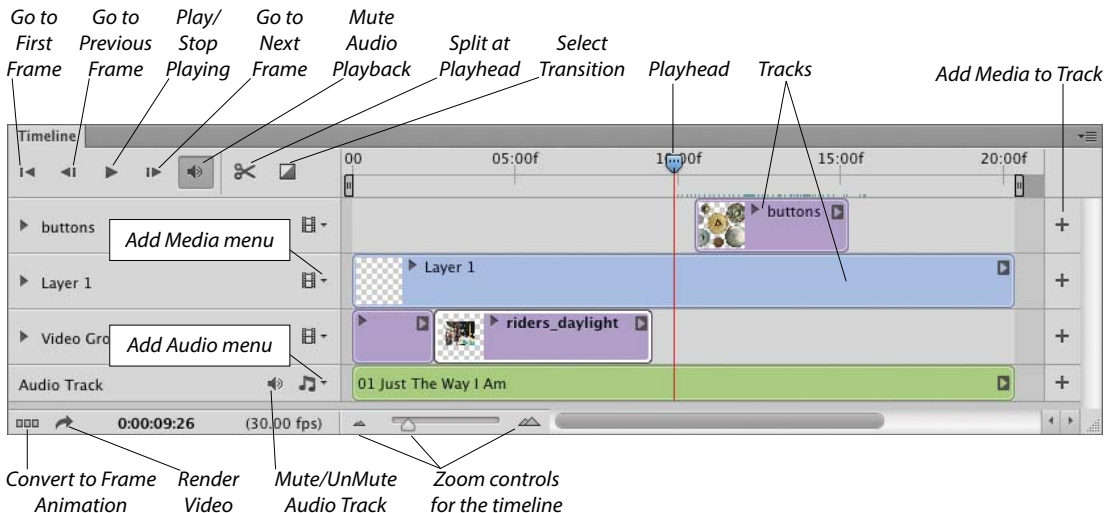 Go to First Frame
Go to Previous Frame
Play/ Stop Playing
Go to Next Frame
Mute Audio Playback
Split at Playhead
Select Transition
Playhead
Tracks
Add Media to Track
Timeline
00
05:00f
10:00f
15:00f
20:00f
buttons
Add Media menu
buttons
Layer 1
Layer 1
Video Gro
Add Audio menu
riders_daylight
Audio Track
01 Just The Way I Am
0:00:09:26
(30.00 fps)
Convert to Frame Animation
Render Video
Mute/UnMute Audio Track
Zoom controls for the timeline